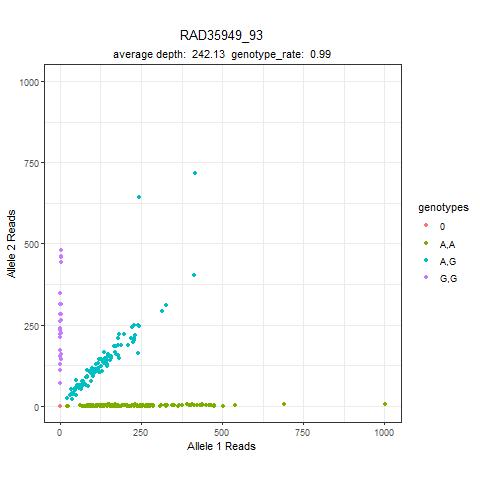 RAD35949_93
average depth: 242.13 genotype_rate: 0.99
Allele 2 Reads
1000
750
500
250
0
0 250 500 750 1000
Allele 1 Reads
genotypes
0
A,A
A,G
G,G